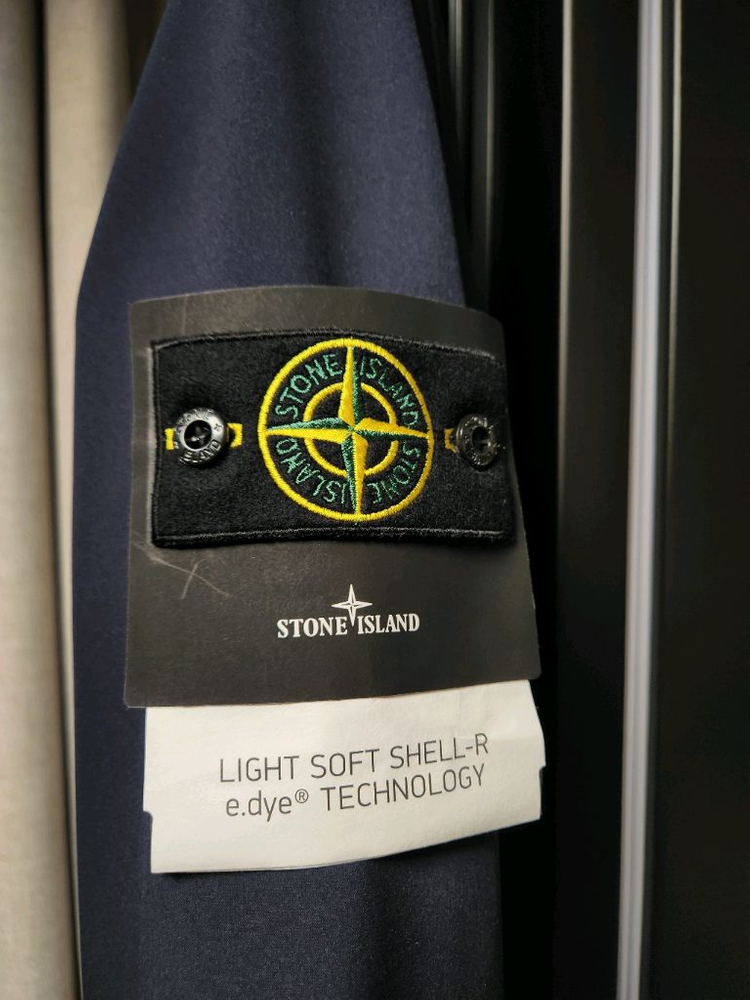 STONE ISLAND
STONE ISLAND
STONE ISLAND
LIGHT SOFT SHELL-R
e.dye® TECHNOLOGY